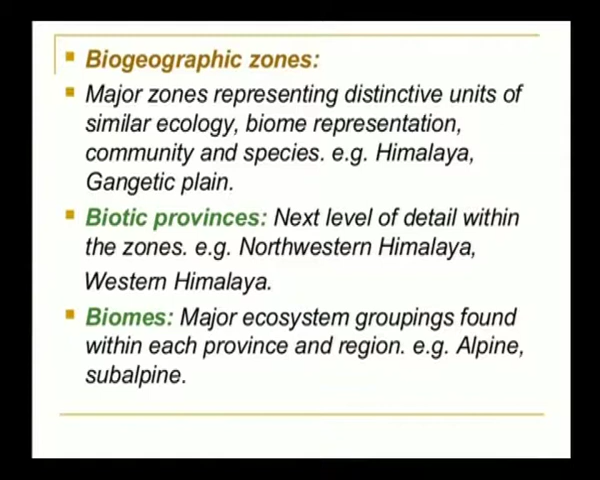 Biogeographic zones:
Major zones representing distinctive units of
similar ecology, biome representation,
community and species. e.g. Himalaya,
Gangetic plain.
Biotic provinces: Next level of detail within
the zones. e.g. Northwestern Himalaya,
Western Himalaya.
Biomes: Major ecosystem groupings found
within each province and region. e.g. Alpine,
subalpine.